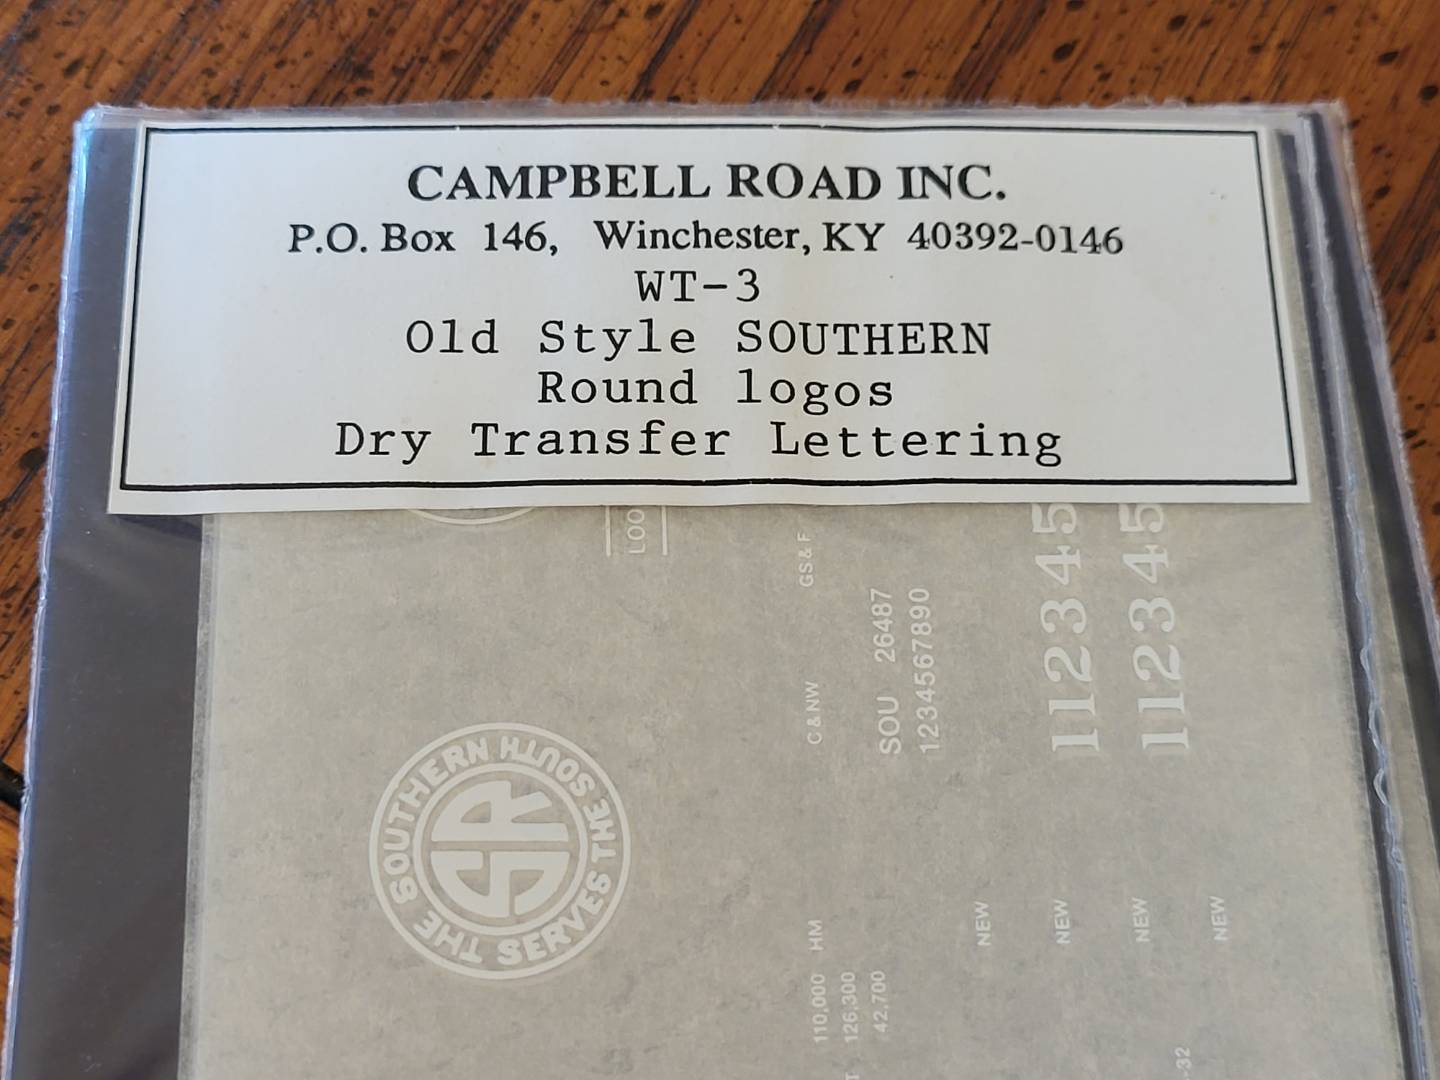 CAMPBELL ROAD INC.
P.O. Box 146, Winchester, KY 40392-0146
WT-3
Old Style SOUTHERN
Round logos
Dry Transfer Lettering
LOO
GS & F
C & NW
SOU 26487
1234567890
112345
112345
THE SOUTHERN SERVES THE SOUTH
SR
HM
110,000
126,300
42,700
NEW
NEW
NEW
NEW
-32